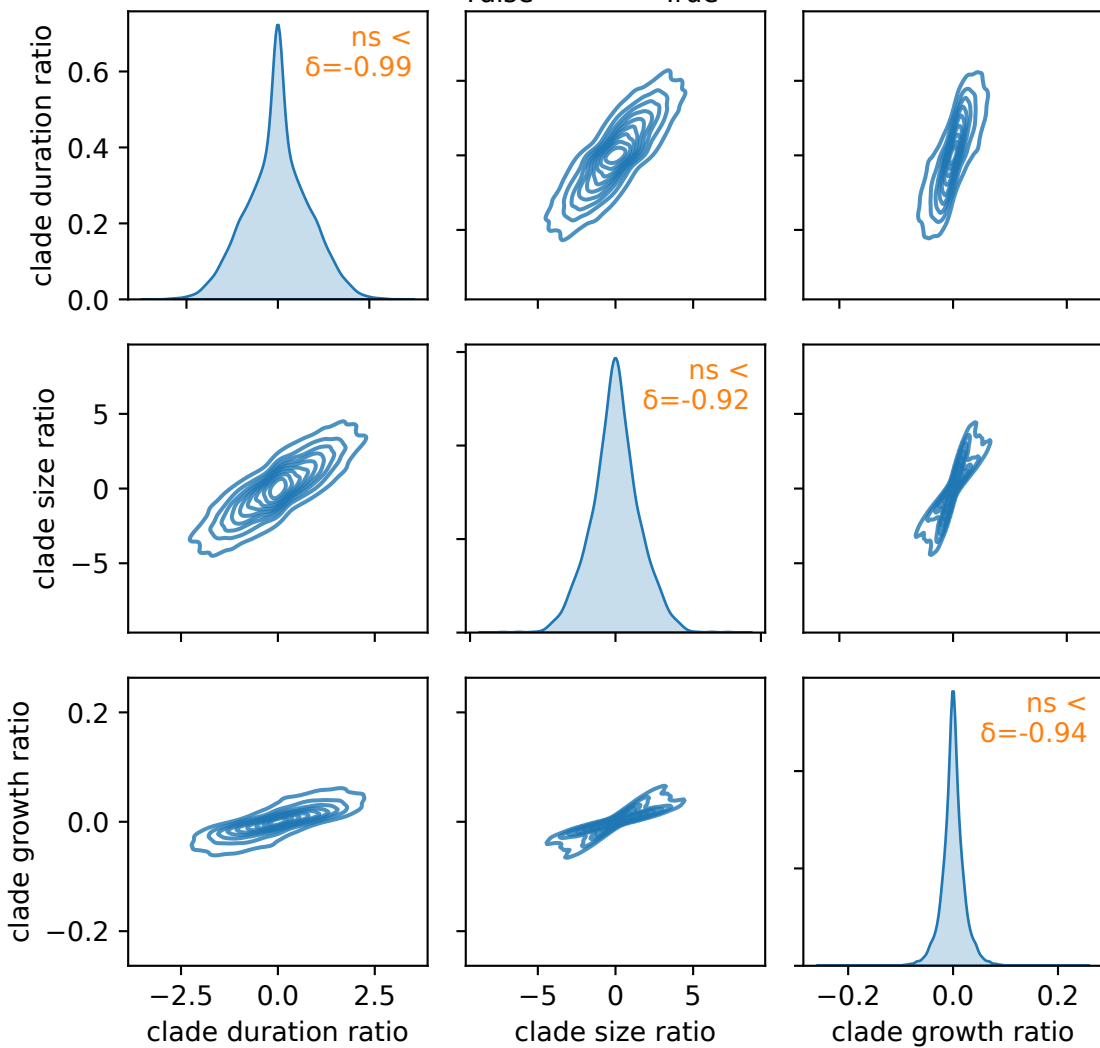 clade duration ratio
0.6
0.4
0.2
0.0
ns <
δ=-0.99
clade size ratio
5
0
−5
ns <
δ=-0.92
clade growth ratio
0.2
0.0
−0.2
ns <
δ=-0.94
−2.5 0.0 2.5
−5 0 5
−0.2 0.0 0.2
clade duration ratio
clade size ratio
clade growth ratio